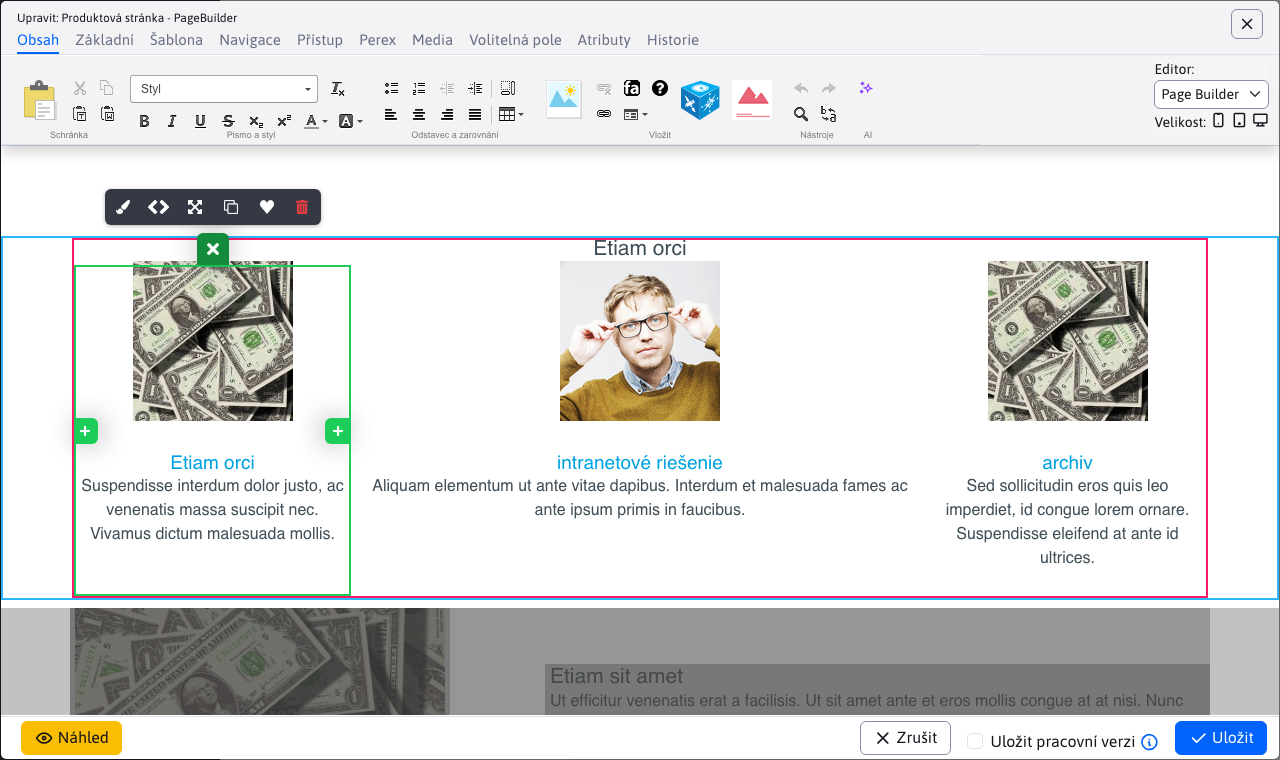 Upravit: Produktová stránka - PageBuilder
Obsah Základní Šablona Navigace Přístup Perex Media Volitelná pole Atributy Historie
Editor:
Page Builder
Velikost:
Styl
Schránka Písmo a styl Odstavec a zarovnání Vložit Nástroje AI
Etiam orci
Etiam orci
Suspendisse interdum dolor justo, ac
venenatis massa suscipit nec.
Vivamus dictum malesuada mollis.
intranetové riešenie
Aliquam elementum ut ante vitae dapibus. Interdum et malesuada fames ac
ante ipsum primis in faucibus.
archiv
Sed sollicitudin eros quis leo
imperdiet, id congue lorem ornare.
Suspendisse eleifend at ante id
ultrices.
Etiam sit amet
Ut efficitur venenatis erat a facilisis. Ut sit amet ante et eros mollis congue at at nisi. Nunc
Náhled
Zrušit
Uložit pracovní verzi
Uložit